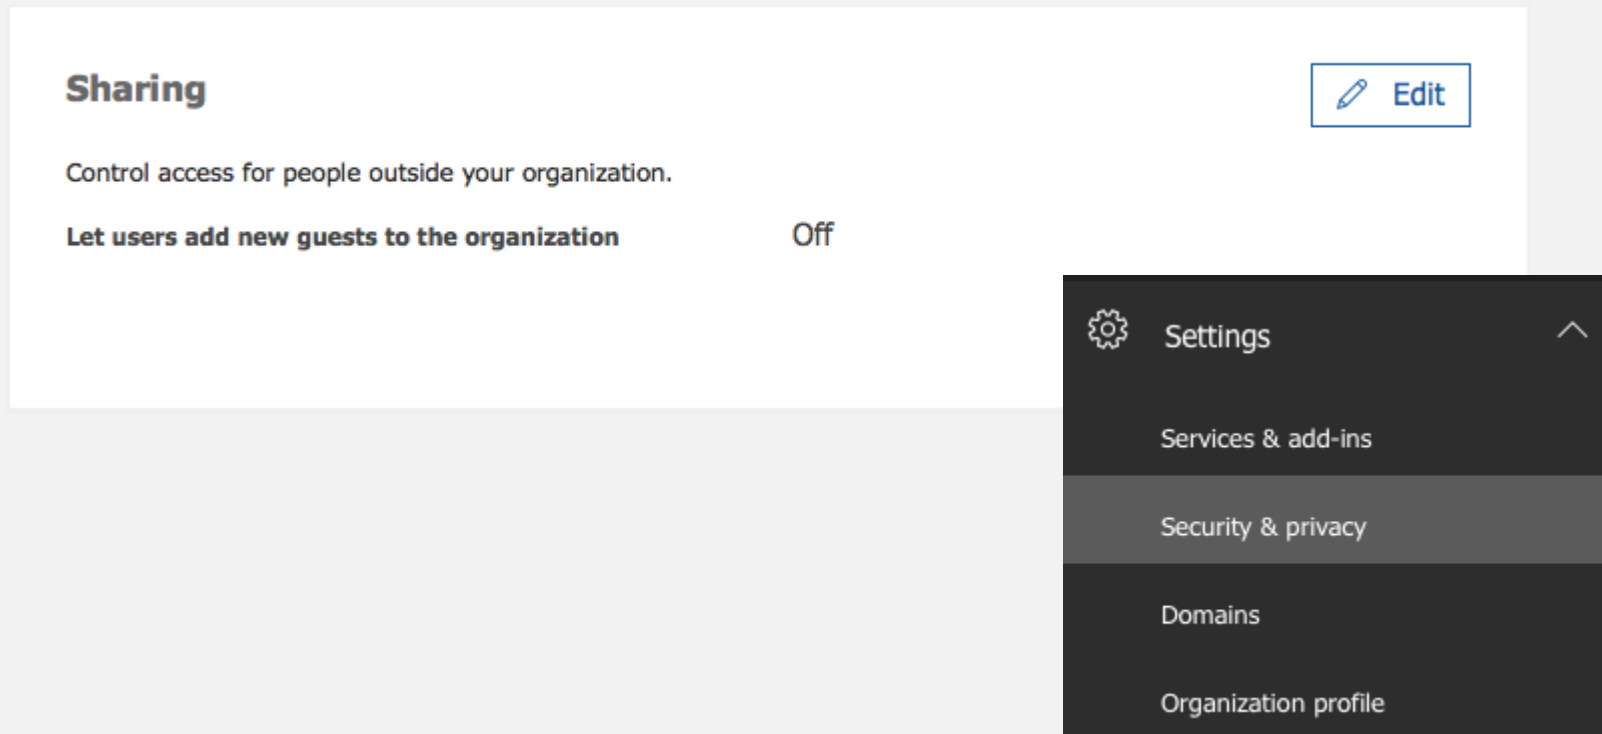 Sharing
Edit
Control access for people outside your organization.
Let users add new guests to the organization Off
Settings
Services & add-ins
Security & privacy
Domains
Organization profile